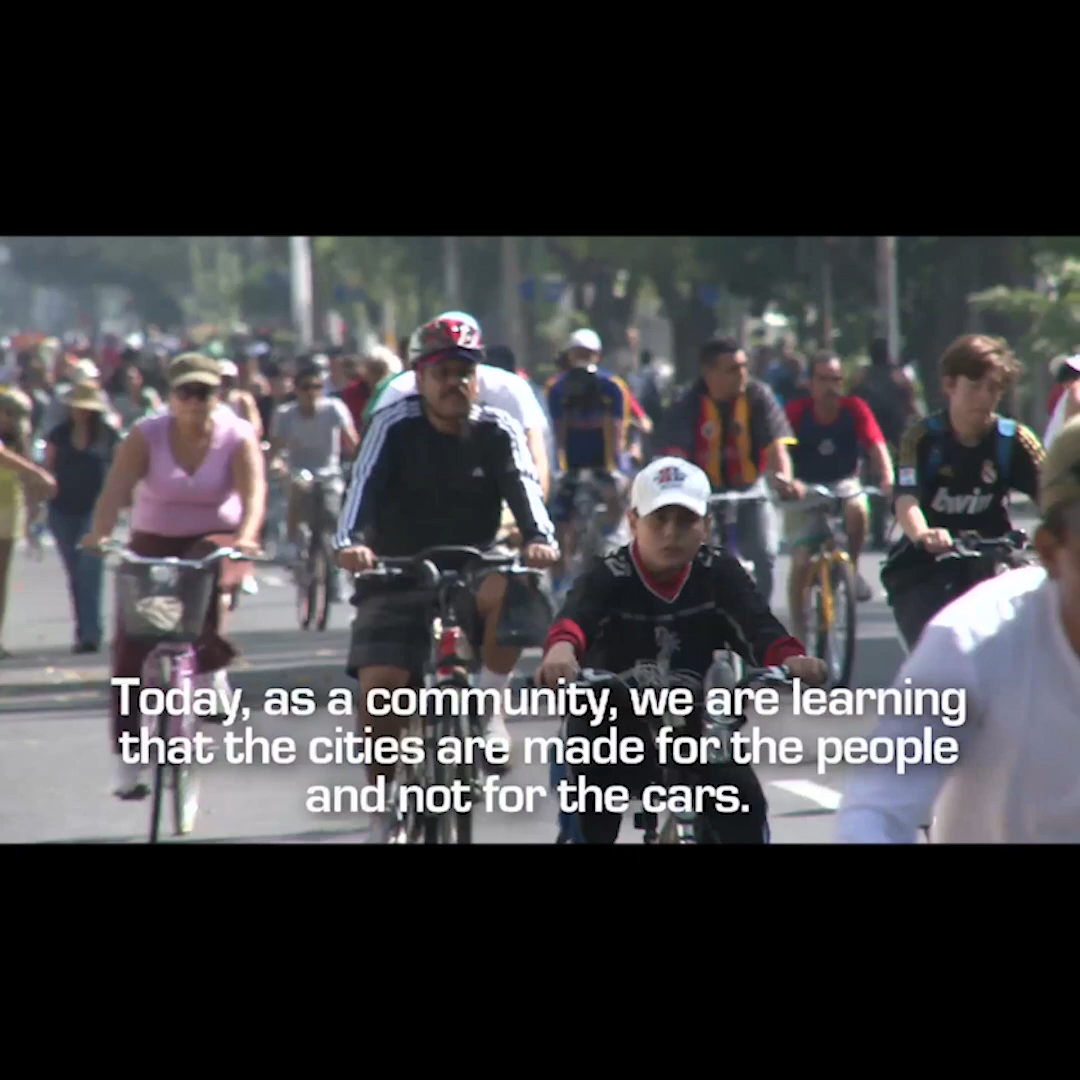 bwin
Today, as a community, we are learning
that the cities are made for the people
and not for the cars.